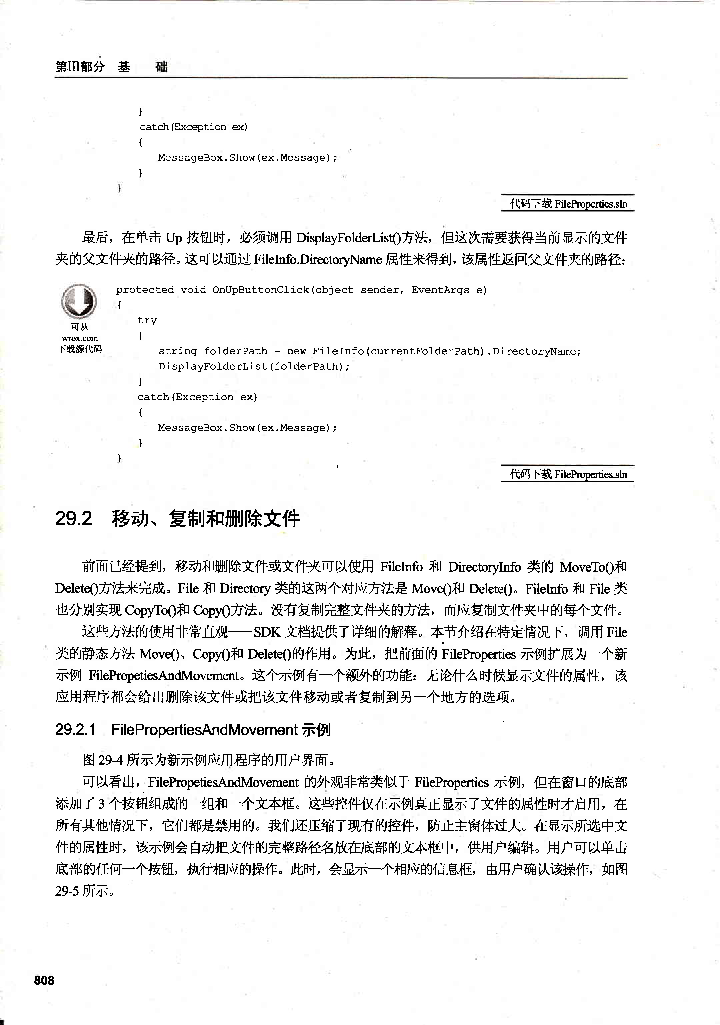 第III部分 基 础
}
catch(Exception ex)
{
MessageBox.Show(ex.Message);
}
}
代码下载 FileProperties.sln
最后，在单击 Up 按钮时，必须调用 DisplayFolderList()方法，但这次需要获得当前显示的文件
夹的父文件夹的路径。这可以通过 FileInfo.DirectoryName 属性来得到，该属性返回父文件夹的路径：
可从
wrox.com
下载源代码
protected void OnUpButtonClick(object sender, EventArgs e)
{
try
{
string folderPath = new FileInfo(currentFolderPath).DirectoryName;
DisplayFolderList(folderPath);
}
catch(Exception ex)
{
MessageBox.Show(ex.Message);
}
}
代码下载 FileProperties.sln
29.2 移动、复制和删除文件
前面已经提到，移动和删除文件或文件夹可以使用 FileInfo 和 DirectoryInfo 类的 MoveTo()和
Delete()方法来完成。File 和 Directory 类的这两个对应方法是 Move()和 Delete()。FileInfo 和 File 类
也分别实现 CopyTo()和 Copy()方法。没有复制完整文件夹的方法，而应复制文件夹中的每个文件。
这些方法的使用非常直观——SDK 文档提供了详细的解释。本节介绍在特定情况下，调用 File
类的静态方法 Move()、Copy()和 Delete()的作用。为此，把前面的 FileProperties 示例扩展为一个新
示例 FilePropetiesAndMovement。这个示例有一个额外的功能：无论什么时候显示文件的属性，该
应用程序都会给出删除该文件或把该文件移动或者复制到另一个地方的选项。
29.2.1 FilePropertiesAndMovement 示例
图 29-4 所示为新示例应用程序的用户界面。
可以看出，FilePropetiesAndMovement 的外观非常类似于 FileProperties 示例，但在窗口的底部
添加了 3 个按钮组成的一组和一个文本框。这些控件仅在示例真正显示了文件的属性时才启用，在
所有其他情况下，它们都是禁用的。我们还压缩了现有的控件，防止主窗体过大。在显示所选中文
件的属性时，该示例会自动把文件的完整路径名放在底部的文本框中，供用户编辑。用户可以单击
底部的任何一个按钮，执行相应的操作。此时，会显示一个相应的信息框，由用户确认该操作，如图
29-5 所示。
808